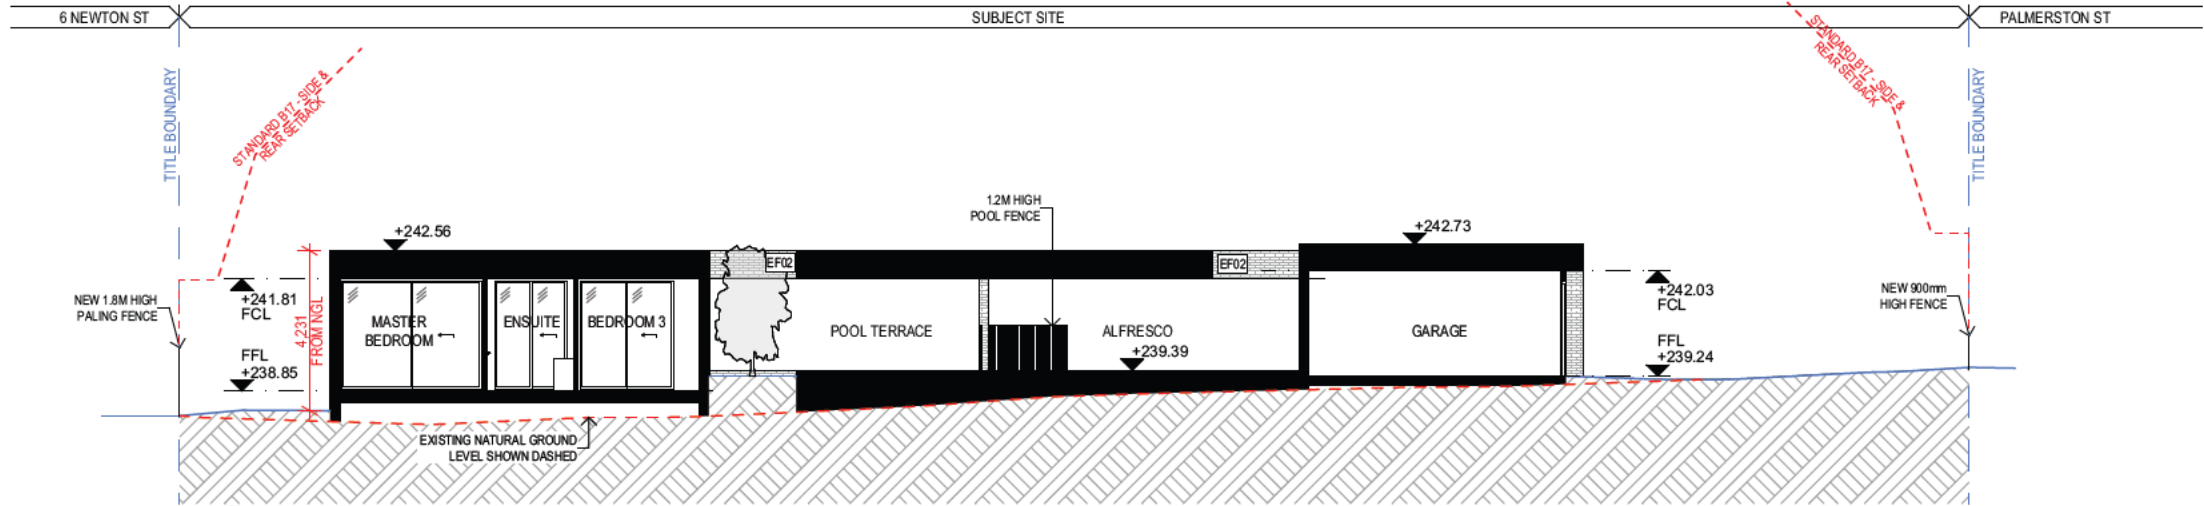 6 NEWTON ST
SUBJECT SITE
PALMERSTON ST
TITLE BOUNDARY
STANDARD B17 - SIDE &
REAR SETBACK
STANDARD B17 - SIDE &
REAR SETBACK
TITLE BOUNDARY
1.2M HIGH
POOL FENCE
+242.56
+242.73
EF02
EF02
NEW 1.8M HIGH
PALING FENCE
+241.81
FCL
FFL
+238.85
4,231
FROM NGL
MASTER
BEDROOM
ENSUITE
BEDROOM 3
POOL TERRACE
ALFRESCO
+239.39
GARAGE
+242.03
FCL
FFL
+239.24
NEW 900mm
HIGH FENCE
EXISTING NATURAL GROUND
LEVEL SHOWN DASHED